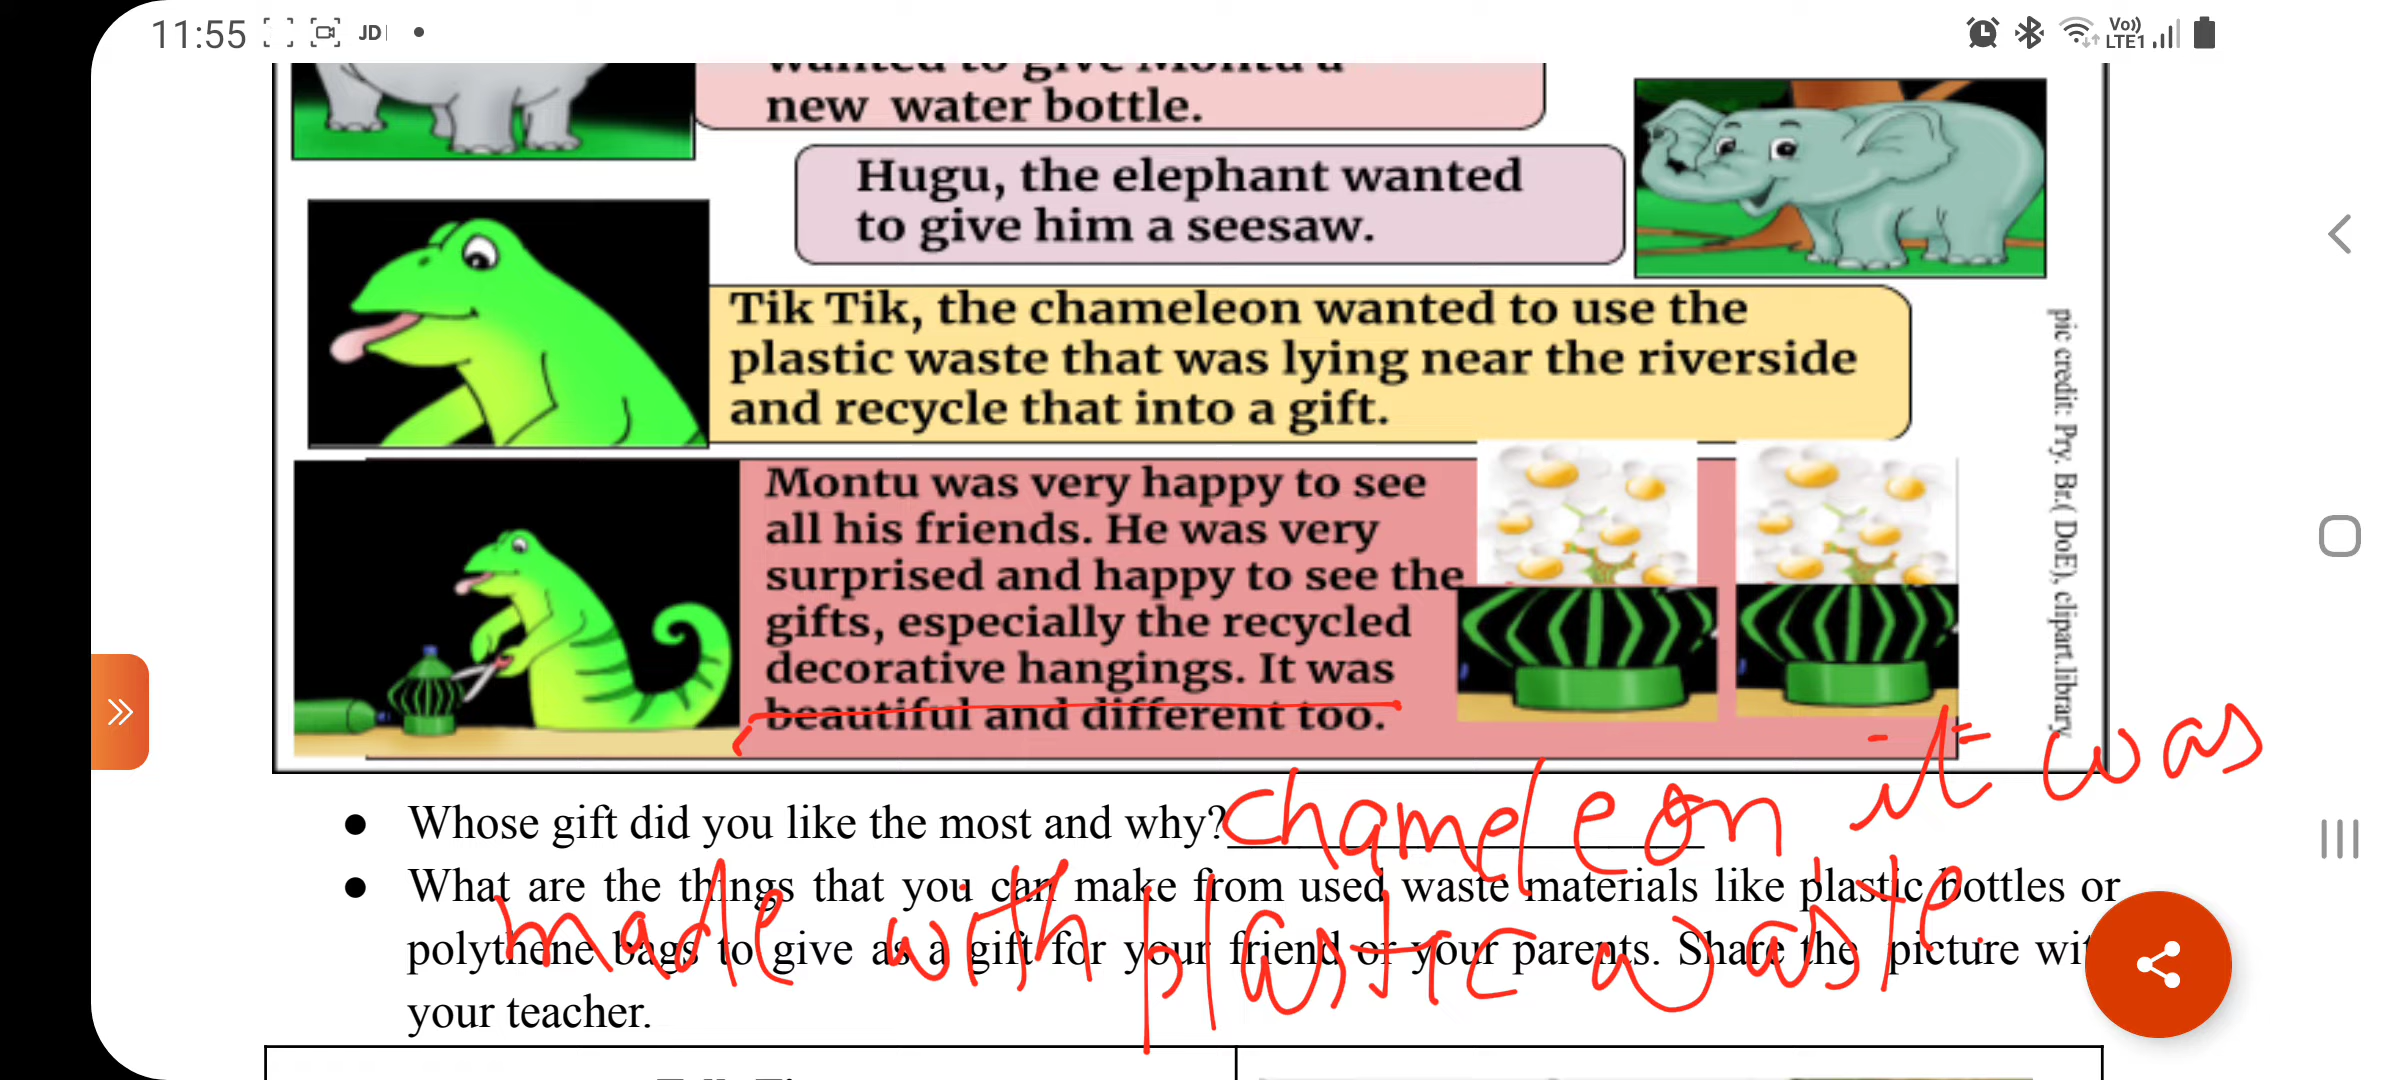 11:55 JD Vo)) LTE1
new water bottle.
Hugu, the elephant wanted
to give him a seesaw.
Tik Tik, the chameleon wanted to use the
plastic waste that was lying near the riverside
and recycle that into a gift.
pic credit: Pry. Br.( DoE), clipart.library
Montu was very happy to see
all his friends. He was very
surprised and happy to see the
gifts, especially the recycled
decorative hangings. It was
beautiful and different too.
● Whose gift did you like the most and why? chameleon it was
made with plastic waste.
● What are the things that you can make from used waste materials like plastic bottles or
polythene bags to give as a gift for your friend or your parents. Share the picture
your teacher.